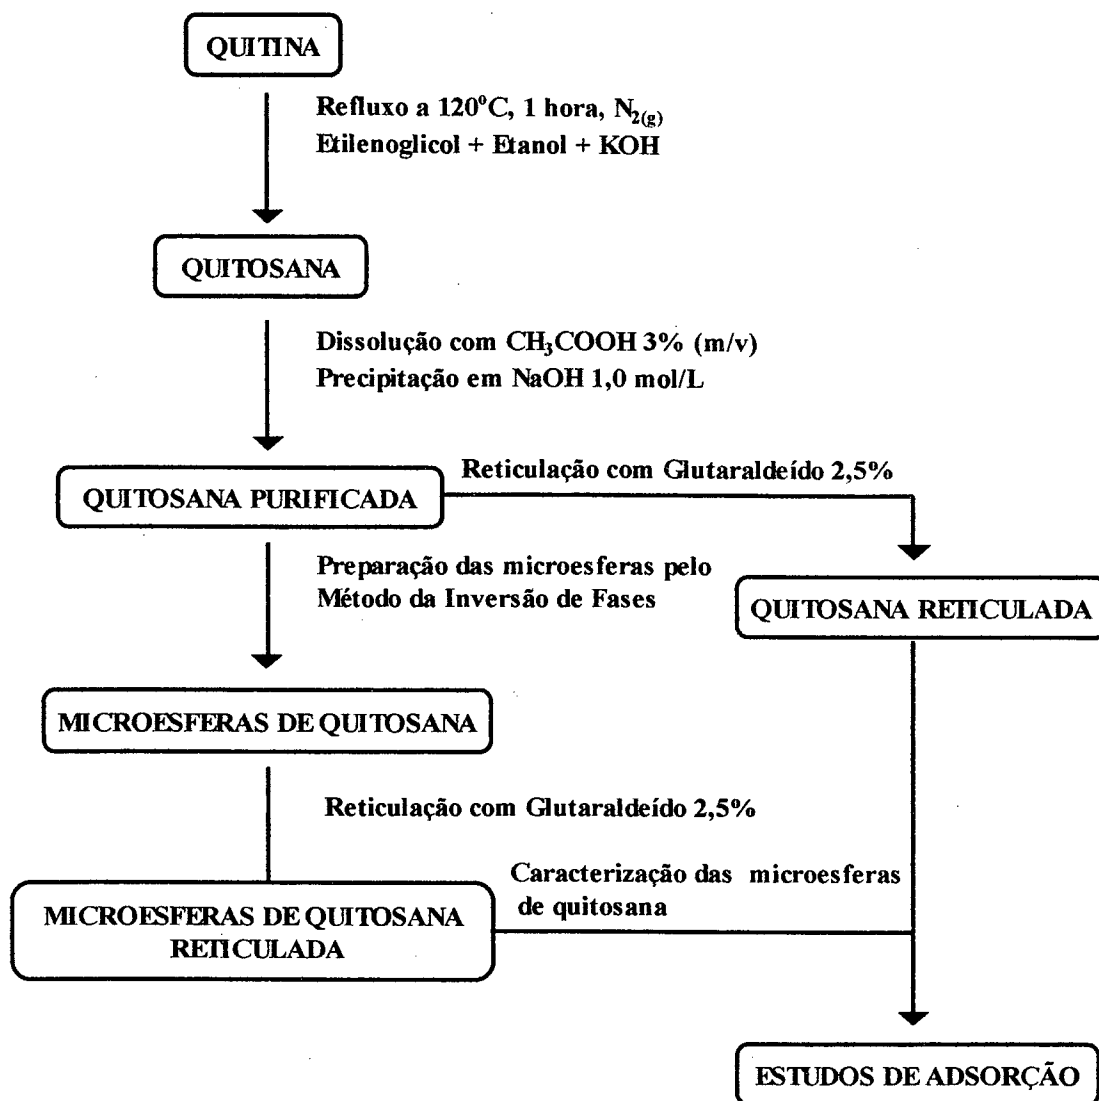 QUITINA
Refluxo a 120°C, 1 hora, N₂(g)
Etilenoglicol + Etanol + KOH
QUITOSANA
Dissolução com CH₃COOH 3% (m/v)
Precipitação em NaOH 1,0 mol/L
Reticulação com Glutaraldeído 2,5%
QUITOSANA PURIFICADA
Preparação das microesferas pelo
Método da Inversão de Fases
QUITOSANA RETICULADA
MICROESFERAS DE QUITOSANA
Reticulação com Glutaraldeído 2,5%
Caracterização das microesferas
de quitosana
MICROESFERAS DE QUITOSANA
RETICULADA
ESTUDOS DE ADSORÇÃO